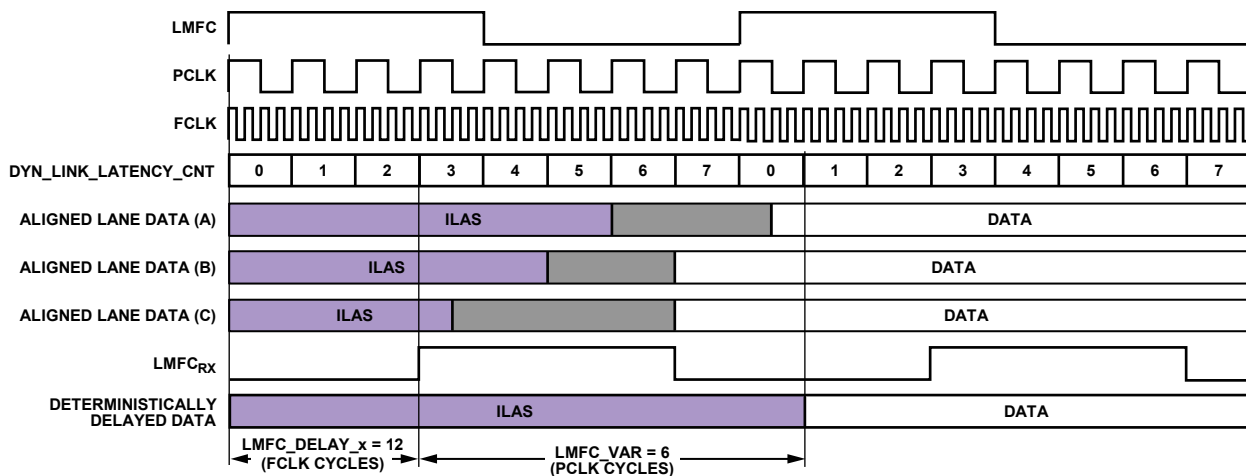 LMFC
PCLK
FCLK
DYN_LINK_LATENCY_CNT 0 1 2 3 4 5 6 7 0 1 2 3 4 5 6 7
ALIGNED LANE DATA (A) ILAS DATA
ALIGNED LANE DATA (B) ILAS DATA
ALIGNED LANE DATA (C) ILAS DATA
LMFCRX
DETERMINISTICALLY
DELAYED DATA
ILAS DATA
LMFC_DELAY_x = 12
(FCLK CYCLES)
LMFC_VAR = 6
(PCLK CYCLES)